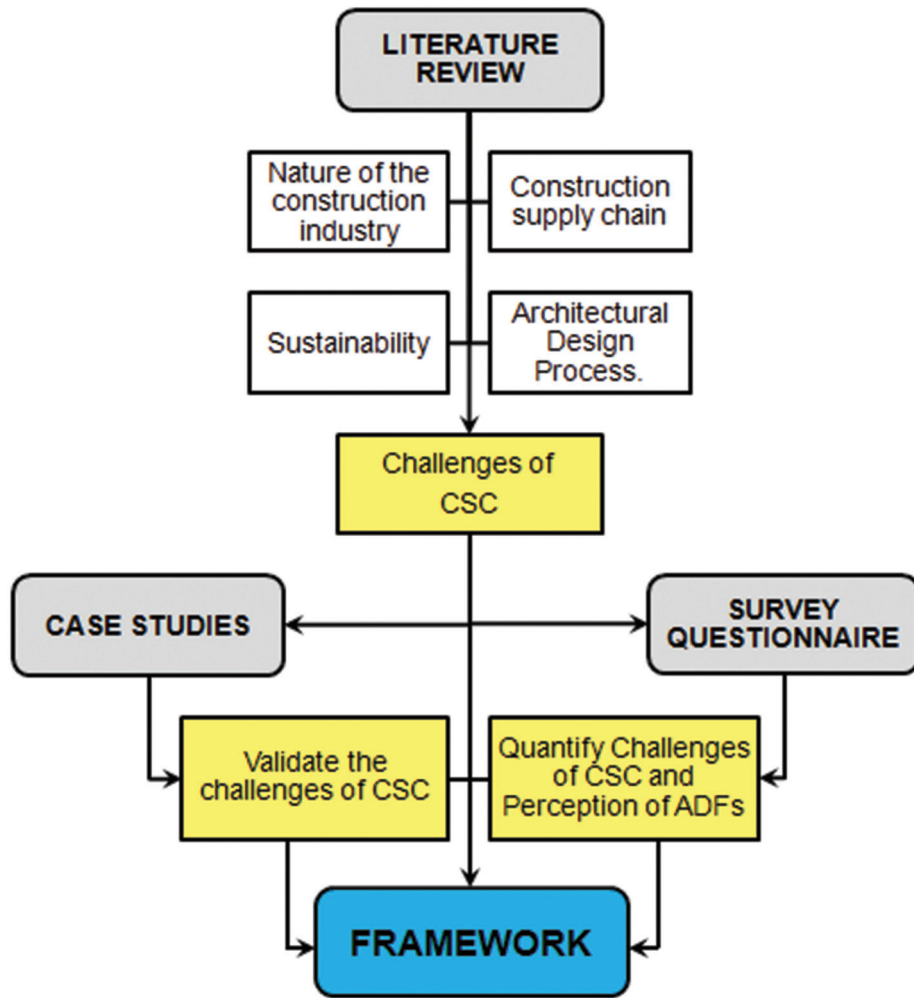 LITERATURE
REVIEW
Nature of the
construction
industry
Construction
supply chain
Sustainability
Architectural
Design
Process.
Challenges of
CSC
CASE STUDIES
SURVEY
QUESTIONNAIRE
Validate the
challenges of CSC
Quantify Challenges
of CSC and
Perception of ADFs
FRAMEWORK